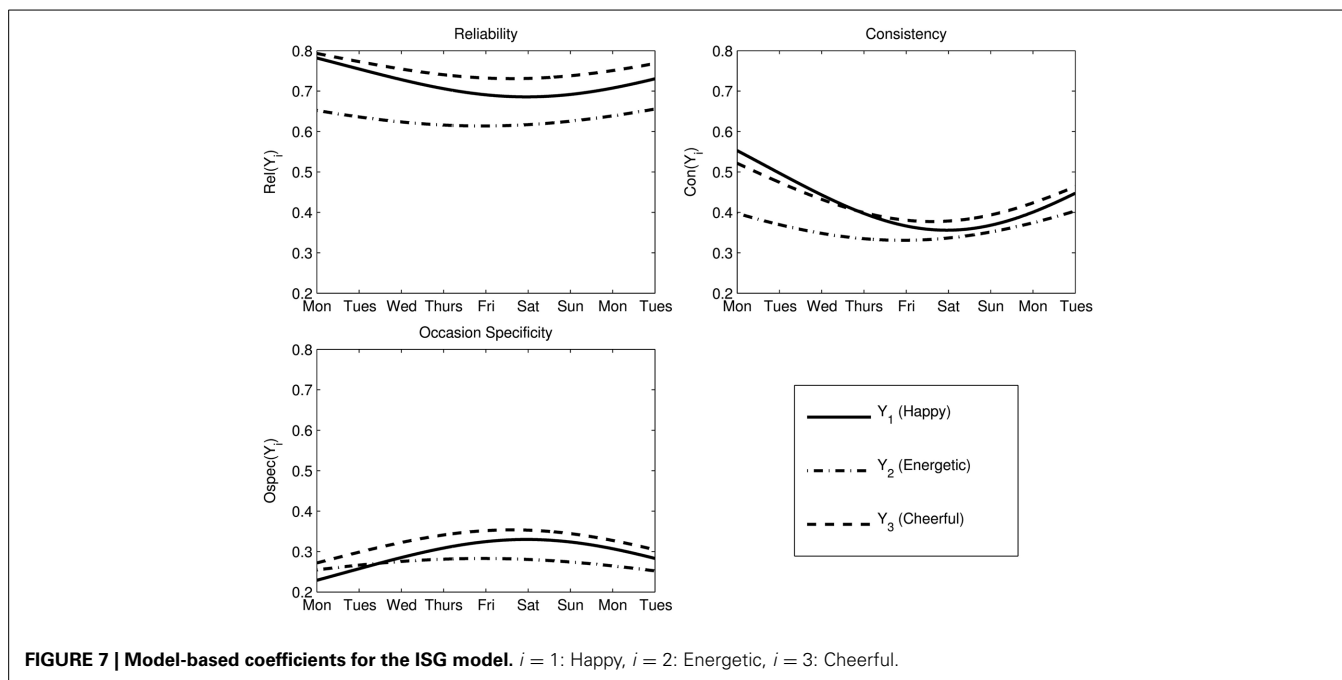 Reliability
0.8
0.7
0.6
0.5
0.4
0.3
0.2
Rel(Y_i)
Mon Tues Wed Thurs Fri Sat Sun Mon Tues
Consistency
0.8
0.7
0.6
0.5
0.4
0.3
0.2
Con(Y_i)
Mon Tues Wed Thurs Fri Sat Sun Mon Tues
Occasion Specificity
0.8
0.7
0.6
0.5
0.4
0.3
0.2
Ospec(Y_i)
Mon Tues Wed Thurs Fri Sat Sun Mon Tues
Y_1 (Happy)
Y_2 (Energetic)
Y_3 (Cheerful)
FIGURE 7 | Model-based coefficients for the ISG model. i = 1: Happy, i = 2: Energetic, i = 3: Cheerful.